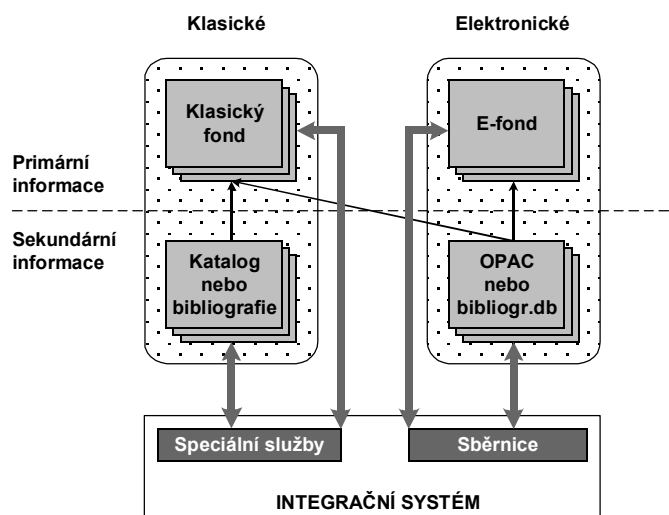 Klasické
Elektronické
Klasický
fond
E-fond
Primární
informace
Sekundární
informace
Katalog
nebo
bibliografie
OPAC
nebo
bibliogr.db
Speciální služby
Sběrnice
INTEGRAČNÍ SYSTÉM